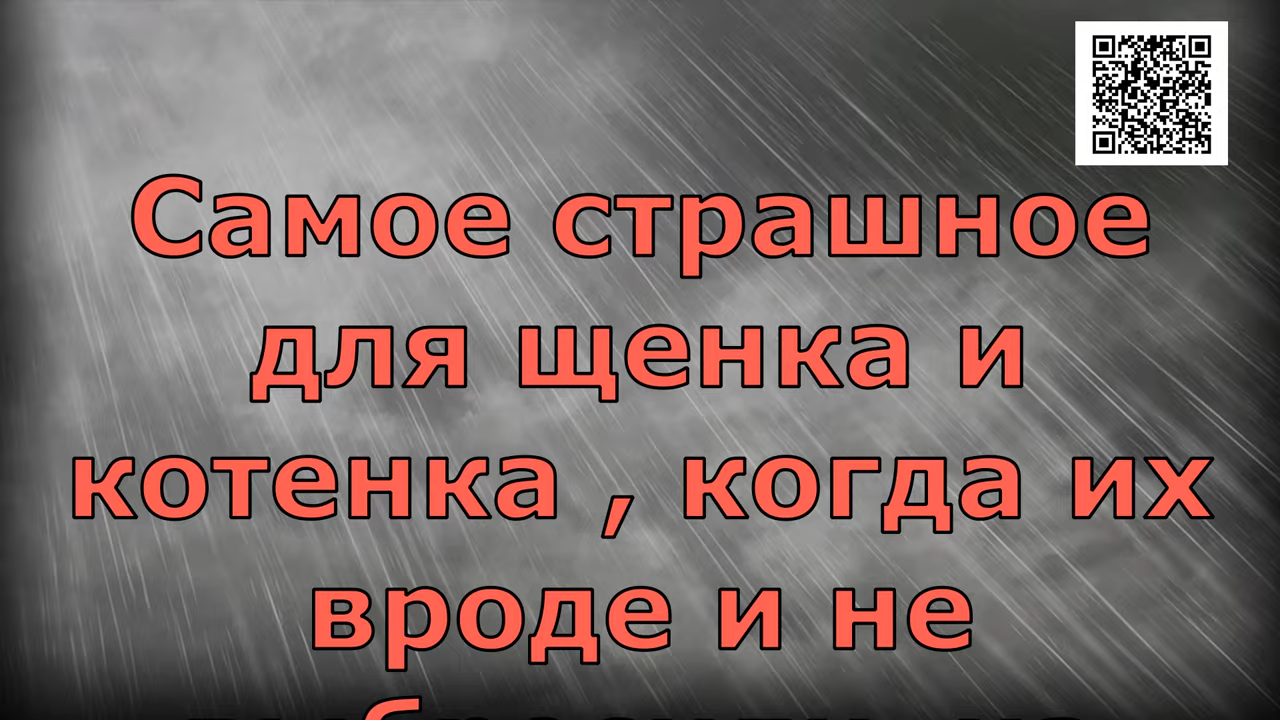 Самое страшное
для щенка и
котенка , когда их
вроде и не